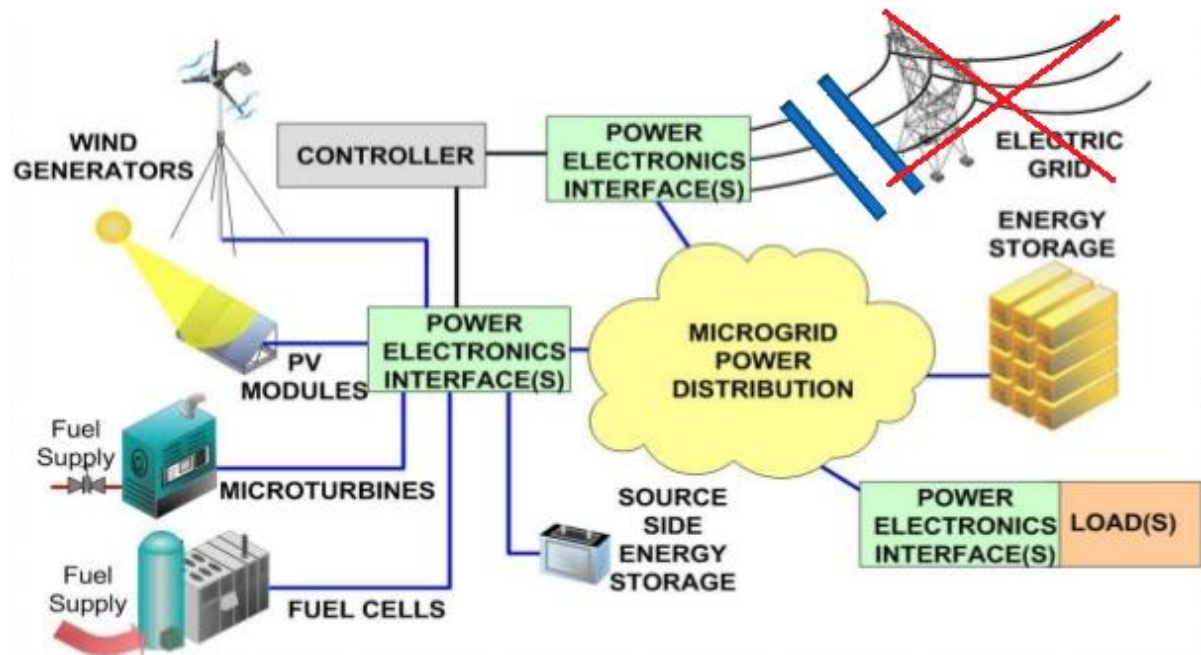 WIND
GENERATORS
CONTROLLER
POWER
ELECTRONICS
INTERFACE(S)
ELECTRIC
GRID
ENERGY
STORAGE
POWER
ELECTRONICS
INTERFACE(S)
PV
MODULES
MICROGRID
POWER
DISTRIBUTION
Fuel
Supply
MICROTURBINES
SOURCE
SIDE
ENERGY
STORAGE
POWER
ELECTRONICS
INTERFACE(S)
LOAD(S)
Fuel
Supply
FUEL CELLS